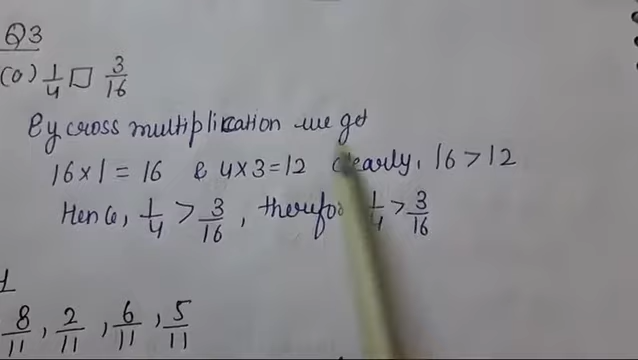 Q3
(a) 1/4 □ 3/16
By cross multiplication we get
16×1=16 & 4×3=12 clearly, 16>12
Hence, 1/4 > 3/16, therefo 1/4 > 3/16
8/11, 2/11, 6/11, 5/11